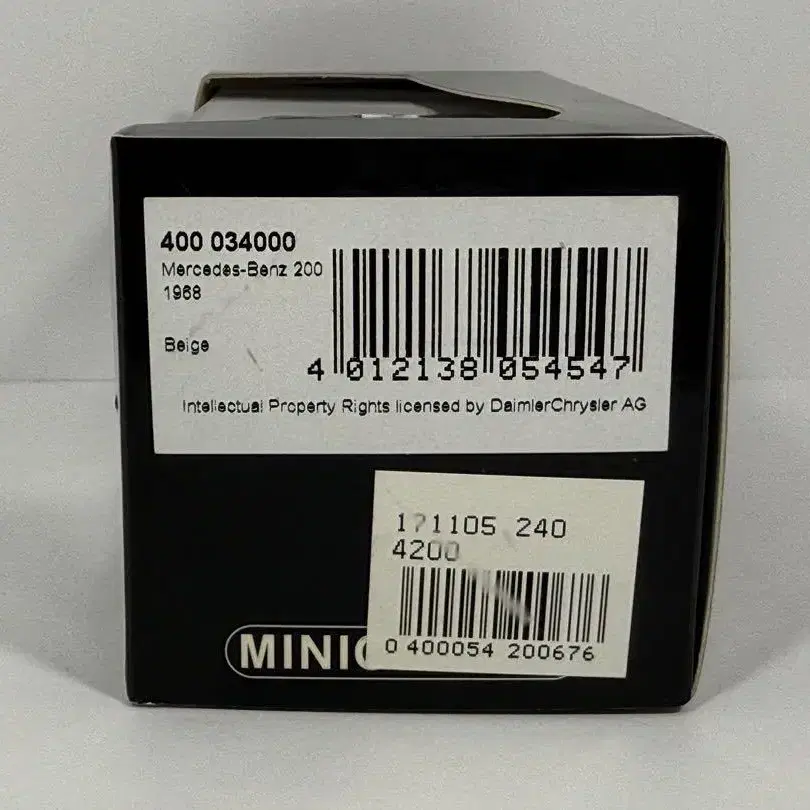 400 034000
Mercedes-Benz 200
1968
Beige
4 012138 054547
Intellectual Property Rights licensed by DaimlerChrysler AG
171105 240
4200
0 400054 200676
MINIC